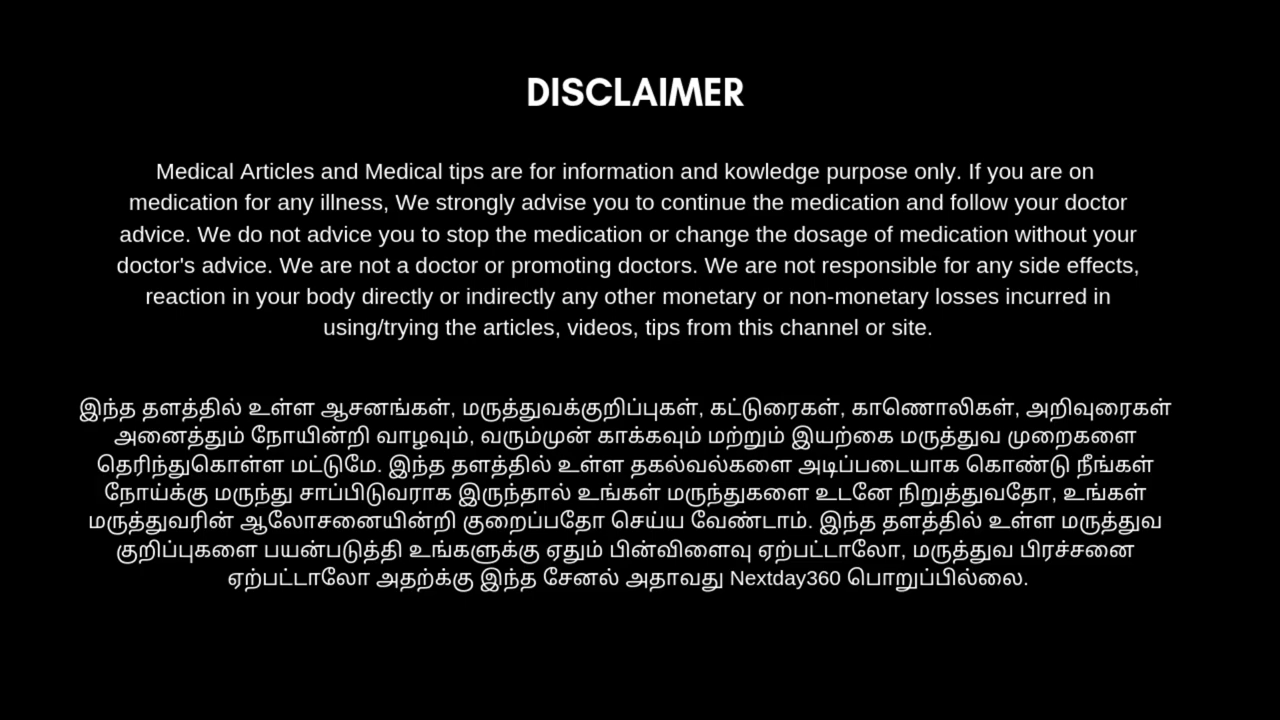 DISCLAIMER
Medical Articles and Medical tips are for information and kowledge purpose only. If you are on
medication for any illness, We strongly advise you to continue the medication and follow your doctor
advice. We do not advice you to stop the medication or change the dosage of medication without your
doctor's advice. We are not a doctor or promoting doctors. We are not responsible for any side effects,
reaction in your body directly or indirectly any other monetary or non-monetary losses incurred in
using/trying the articles, videos, tips from this channel or site.
இந்த தளத்தில் உள்ள ஆசனங்கள், மருத்துவக்குறிப்புகள், கட்டுரைகள், காணொலிகள், அறிவுரைகள்
அனைத்தும் நோயின்றி வாழவும், வரும்முன் காக்கவும் மற்றும் இயற்கை மருத்துவ முறைகளை
தெரிந்துகொள்ள மட்டுமே. இந்த தளத்தில் உள்ள தகல்வல்களை அடிப்படையாக கொண்டு நீங்கள்
நோய்க்கு மருந்து சாப்பிடுவராக இருந்தால் உங்கள் மருந்துகளை உடனே நிறுத்துவதோ, உங்கள்
மருத்துவரின் ஆலோசனையின்றி குறைப்பதோ செய்ய வேண்டாம். இந்த தளத்தில் உள்ள மருத்துவ
குறிப்புகளை பயன்படுத்தி உங்களுக்கு ஏதும் பின்விளைவு ஏற்பட்டாலோ, மருத்துவ பிரச்சனை
ஏற்பட்டாலோ அதற்க்கு இந்த சேனல் அதாவது Nextday360 பொறுப்பில்லை.